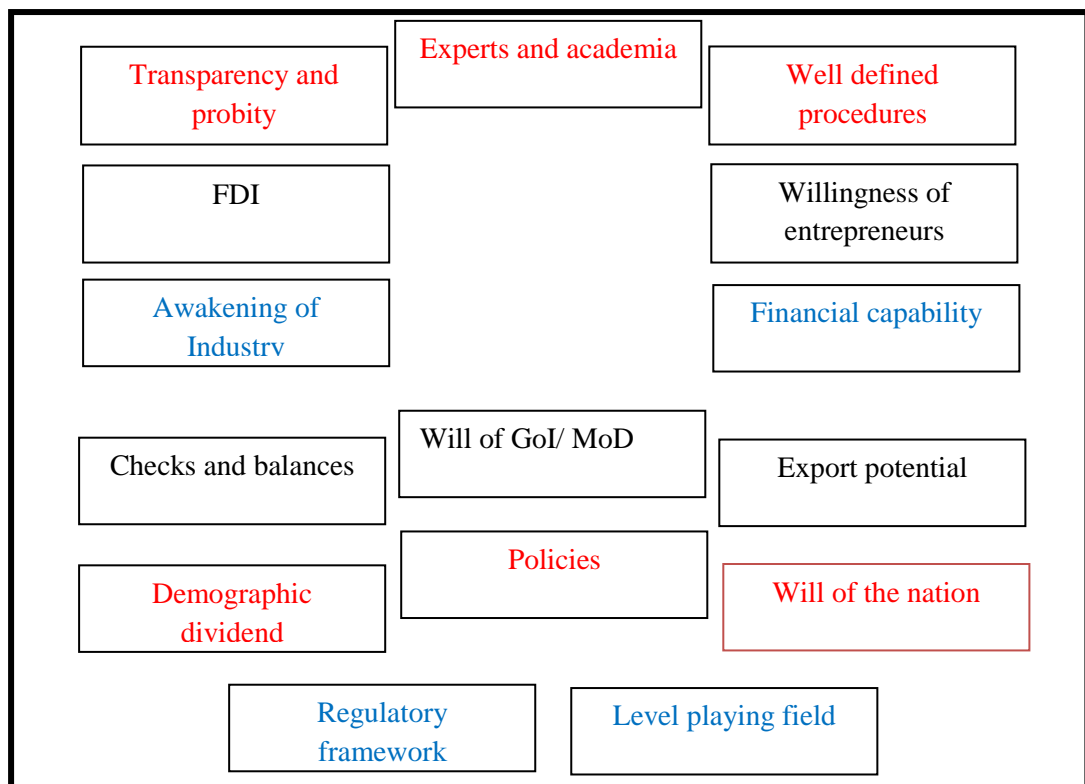 Experts and academia
Transparency and
probity
Well defined
procedures
FDI
Willingness of
entrepreneurs
Awakening of
Industry
Financial capability
Will of GoI/ MoD
Checks and balances
Export potential
Policies
Demographic
dividend
Will of the nation
Regulatory
framework
Level playing field